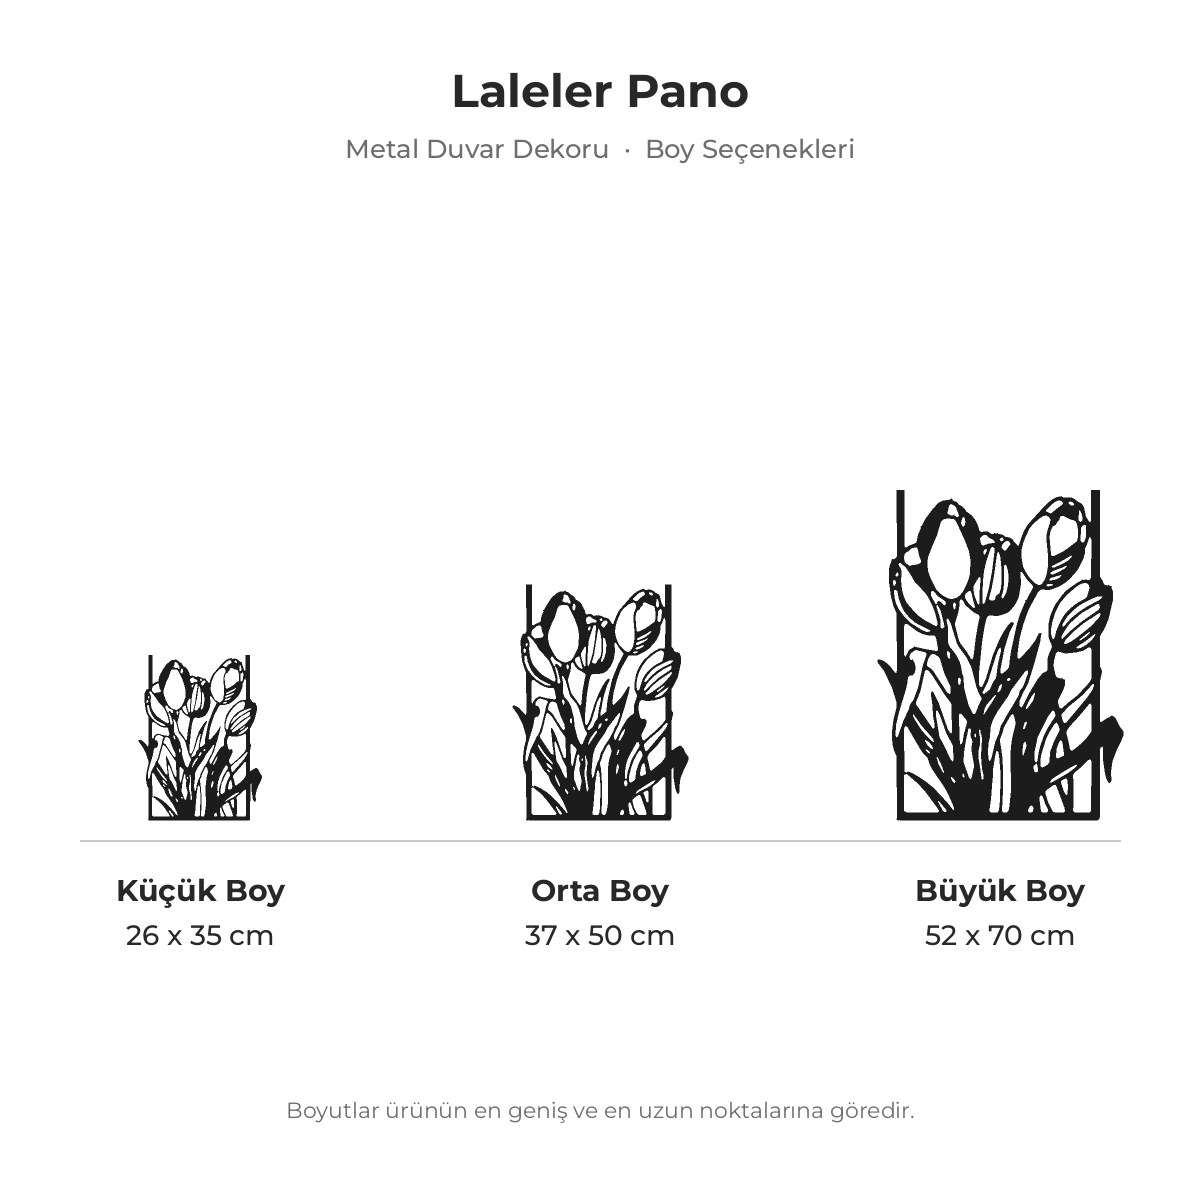 Laleler Pano
Metal Duvar Dekoru · Boy Seçenekleri
Küçük Boy
26 x 35 cm
Orta Boy
37 x 50 cm
Büyük Boy
52 x 70 cm
Boyutlar ürünün en geniş ve en uzun noktalarına göredir.